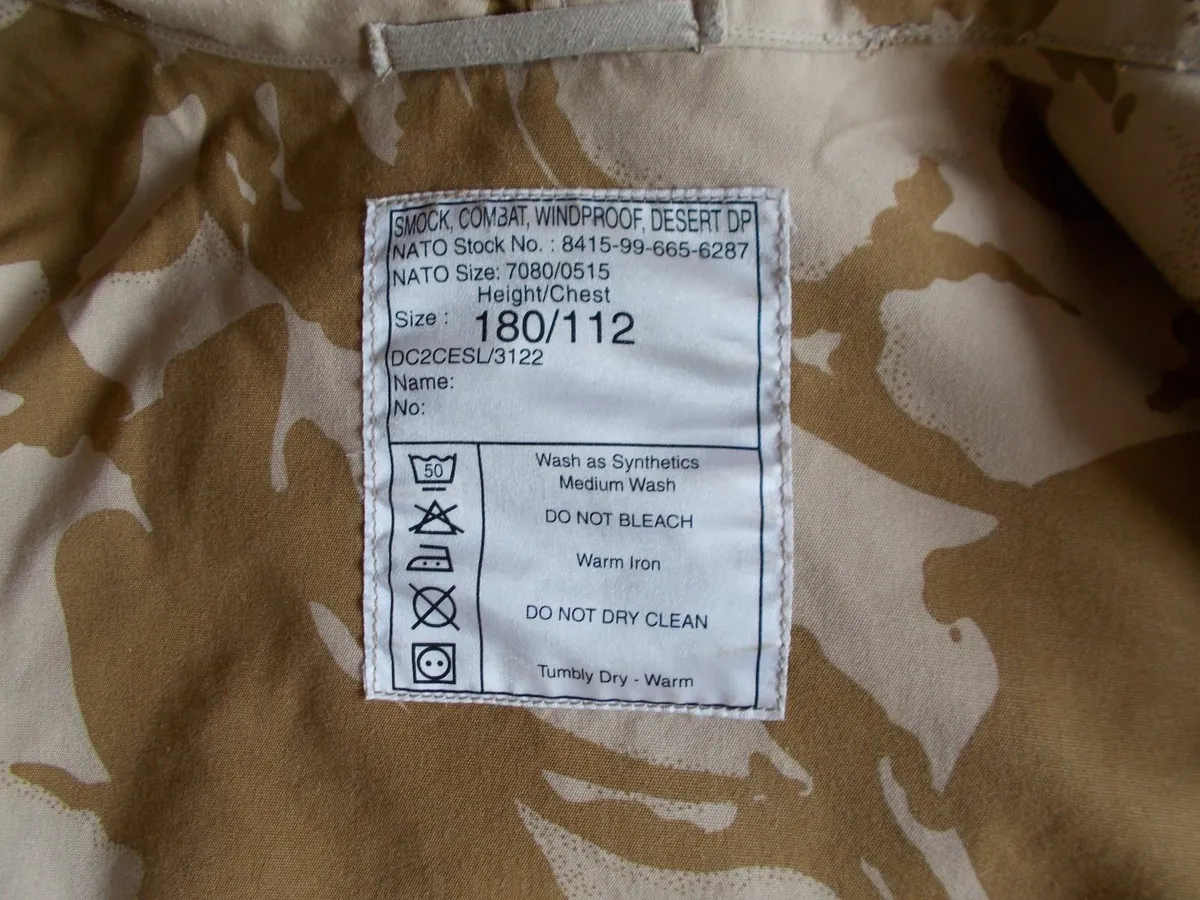 SMOCK, COMBAT, WINDPROOF, DESERT DP
NATO Stock No. : 8415-99-665-6287
NATO Size: 7080/0515
Height/Chest
Size : 180/112
DC2CESL/3122
Name:
No:
50
Wash as Synthetics
Medium Wash
DO NOT BLEACH
Warm Iron
DO NOT DRY CLEAN
Tumbly Dry - Warm